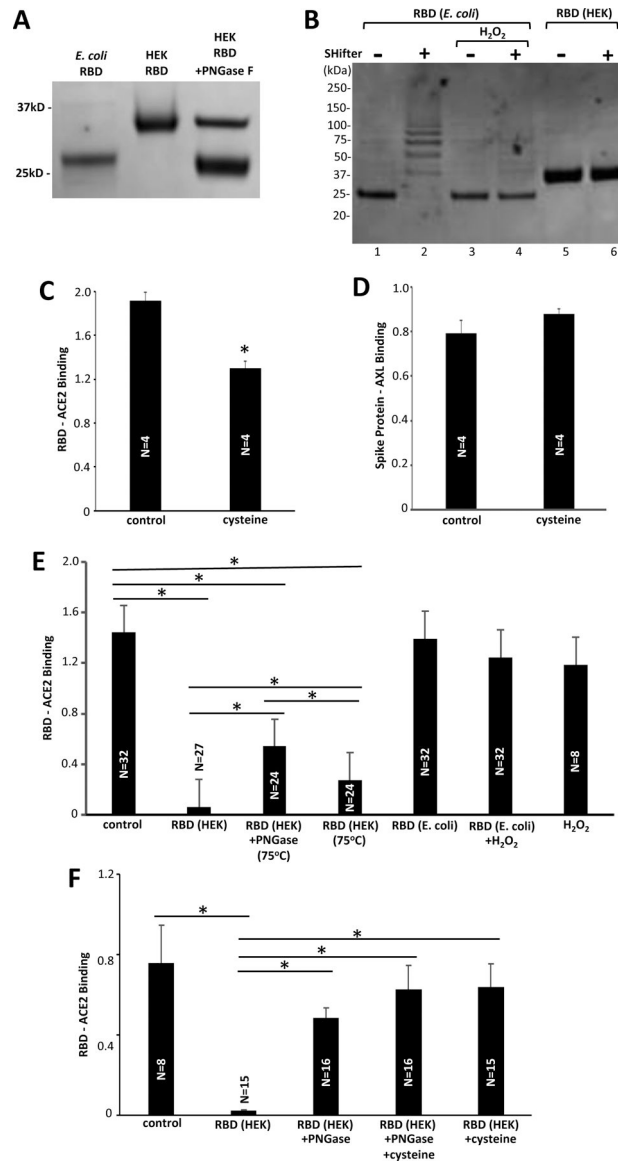 A
E. coli
RBD
HEK
RBD
HEK
RBD
+PNGase F
37kD -
25kD -
B
RBD (E. coli)
RBD (HEK)
H₂O₂
SHifter - + - + - +
(kDa)
250-
150-
100-
75-
50-
37-
25-
20-
1 2 3 4 5 6
C
RBD - ACE2 Binding
2.0
1.6
1.2
0.8
0.4
0
*
N=4
N=4
control
cysteine
D
Spike Protein - AXL Binding
1.0
0.8
0.6
0.4
0.2
0
N=4
N=4
control
cysteine
E
RBD - ACE2 Binding
2.0
1.6
1.2
0.8
0.4
0
*
*
*
*
*
*
N=32
N=27
N=24
N=24
N=32
N=32
N=8
control
RBD (HEK)
RBD (HEK)
+PNGase
(75°C)
RBD (HEK)
(75°C)
RBD (E. coli)
RBD (E. coli)
+H₂O₂
H₂O₂
F
RBD - ACE2 Binding
1.2
0.8
0.4
0
*
*
*
*
N=8
N=15
N=16
N=16
N=15
control
RBD (HEK)
RBD (HEK)
+PNGase
RBD (HEK)
+PNGase
+cysteine
RBD (HEK)
+cysteine